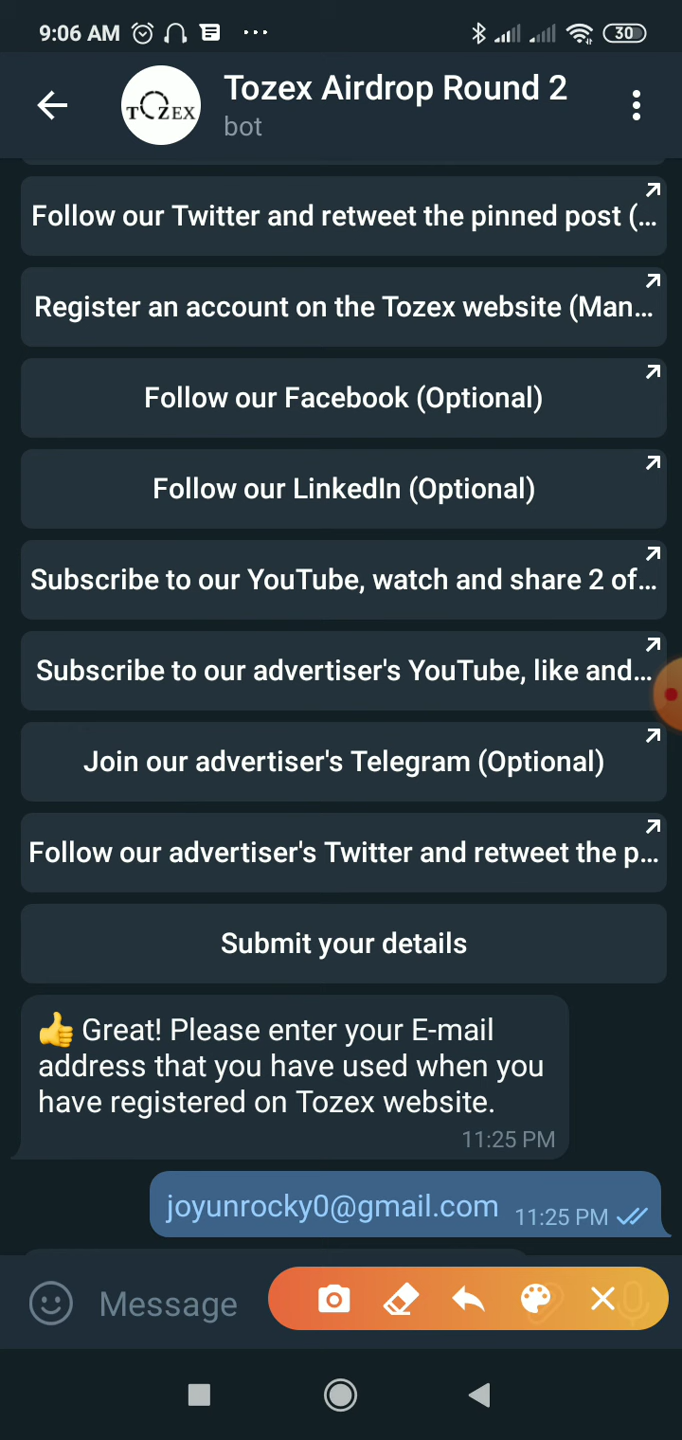 9:06 AM
30
TOZEX
Tozex Airdrop Round 2
bot
Follow our Twitter and retweet the pinned post (...
Register an account on the Tozex website (Man...
Follow our Facebook (Optional)
Follow our LinkedIn (Optional)
Subscribe to our YouTube, watch and share 2 of...
Subscribe to our advertiser's YouTube, like and...
Join our advertiser's Telegram (Optional)
Follow our advertiser's Twitter and retweet the p...
Submit your details
👍 Great! Please enter your E-mail
address that you have used when you
have registered on Tozex website.
11:25 PM
joyunrocky0@gmail.com 11:25 PM
Message